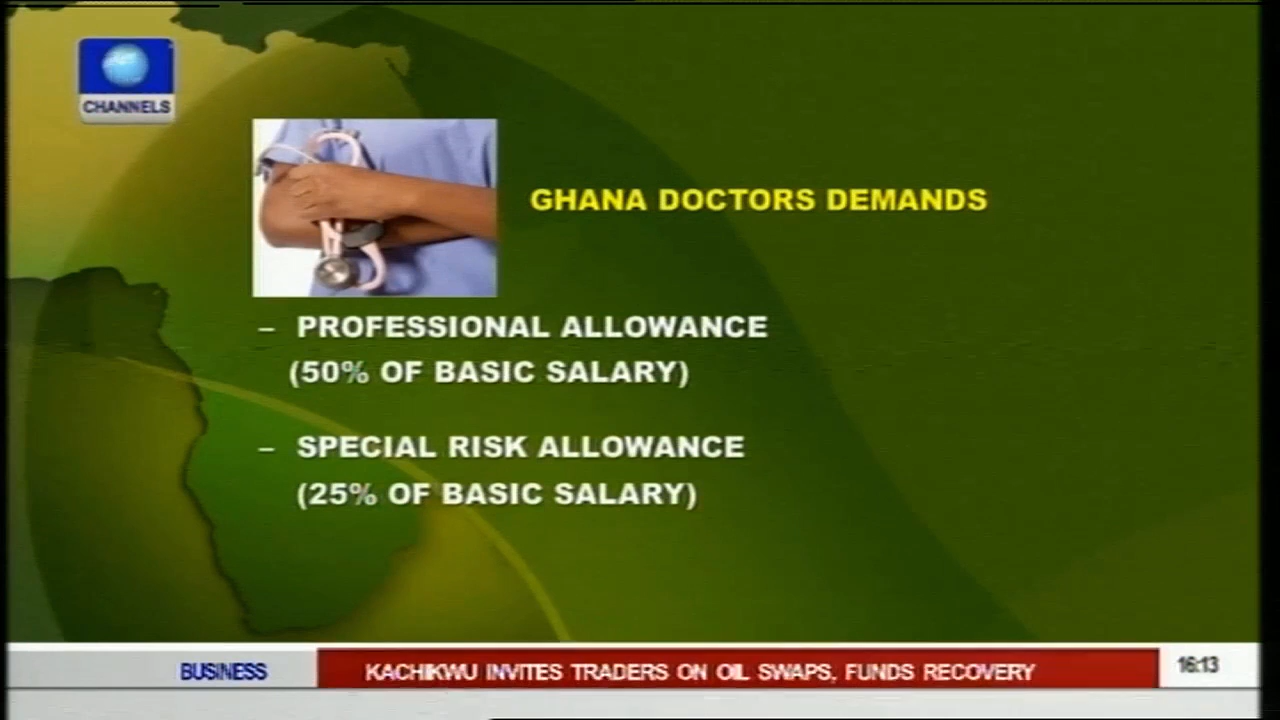 CHANNELS
GHANA DOCTORS DEMANDS
– PROFESSIONAL ALLOWANCE
(50% OF BASIC SALARY)
– SPECIAL RISK ALLOWANCE
(25% OF BASIC SALARY)
BUSINESS KACHIKWU INVITES TRADERS ON OIL SWAPS, FUNDS RECOVERY 16:13